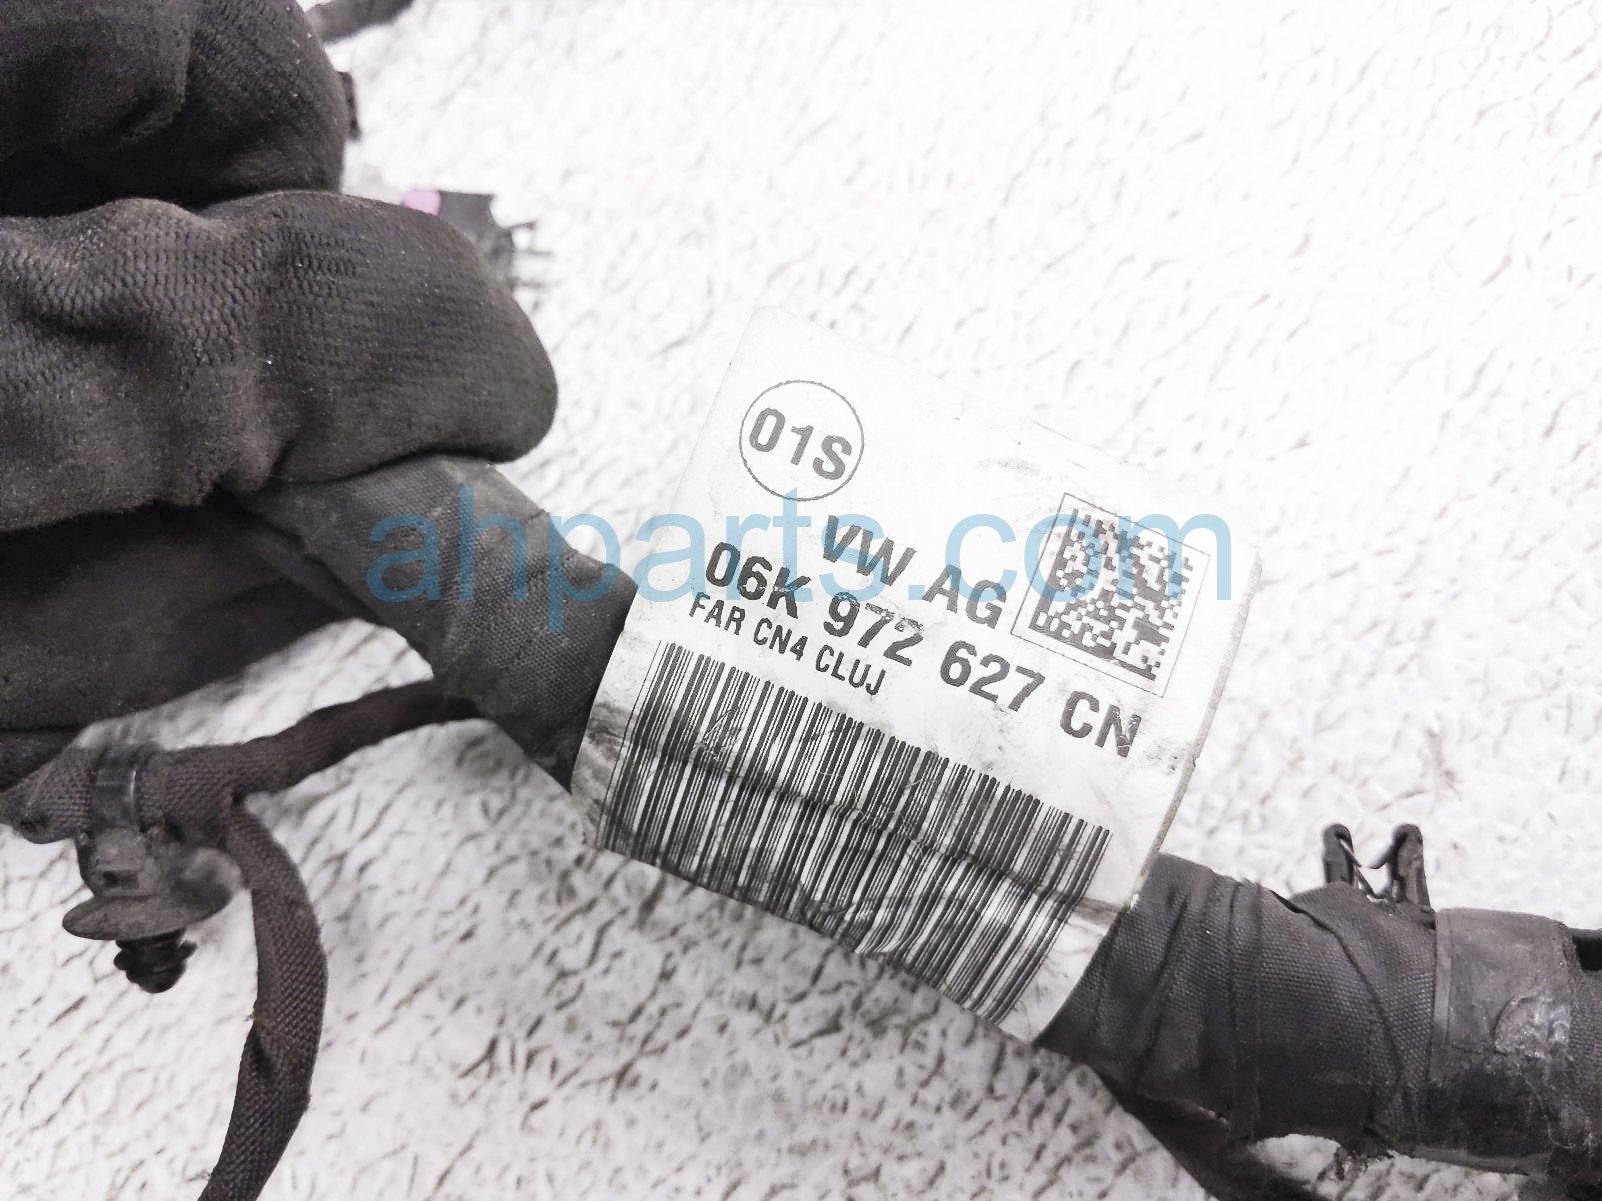 01S
VW AG
06K 972 627 CN
FAR CN4 CLUJ
ahparts.com